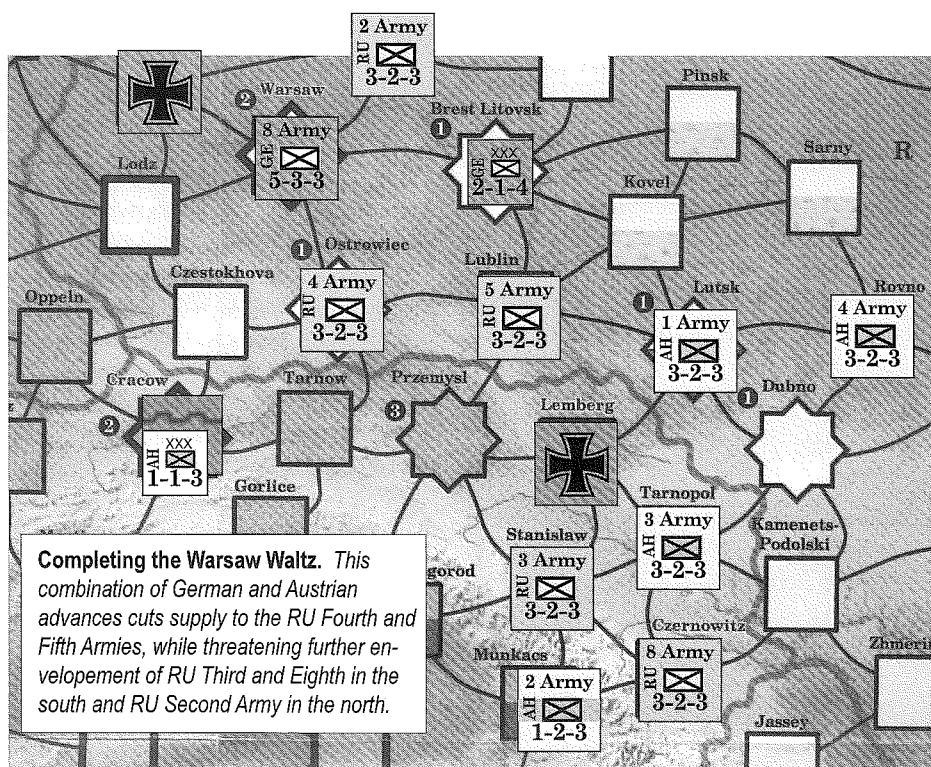 2 Army
RU
3-2-3
Pinsk
2
Warsaw
Brest Litovsk
1
8 Army
GE
5-3-3
XXX
GE
2-1-4
Sarny
R
Lodz
Kovel
1
Ostrowiec
Lublin
Czestokhova
4 Army
RU
3-2-3
5 Army
RU
3-2-3
Lutsk
1
1 Army
AH
3-2-3
Rovno
4 Army
AH
3-2-3
Oppeln
Cracow
Tarnow
Przemysl
Dubno
1
z
2
3
Lemberg
XXX
AH
1-1-3
Gorlice
Tarnopol
3 Army
AH
3-2-3
Kamenets-
Podolski
Stanislaw
3 Army
RU
3-2-3
gorod
Completing the Warsaw Waltz. This
combination of German and Austrian
advances cuts supply to the RU Fourth and
Fifth Armies, while threatening further en-
velopement of RU Third and Eighth in the
south and RU Second Army in the north.
Czernowitz
8 Army
RU
3-2-3
Munkacs
2 Army
AH
1-2-3
Zhmerin
Jassey